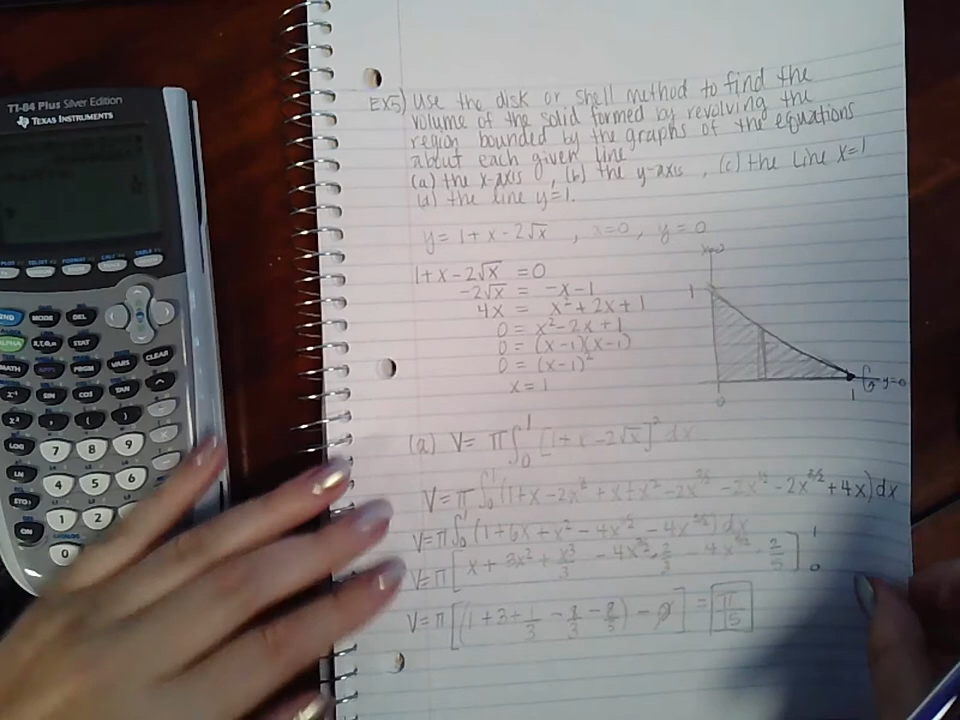 TI-84 Plus Silver Edition
TEXAS INSTRUMENTS
EX5) Use the disk or shell method to find the
volume of the solid formed by revolving the
region bounded by the graphs of the equations
about each given line.
(a) the x-axis, (b) the y-axis, (c) the line x=1
(d) the line y=1.
y = 1+x-2√x , x=0, y=0
1+x-2√x = 0
-2√x = -x-1
4x = x²+2x+1
0 = x²-2x+1
0 = (x-1)(x-1)
0 = (x-1)²
x = 1
x=0
1
y=0
0
1
(a) V = π∫₀¹ [1+x-2√x]² dx
V = π∫₀¹ (1+x-2x^1/2+x+x²-2x^3/2-2x^1/2-2x^3/2+4x)dx
V = π∫₀¹ (1+6x+x²-4x^1/2-4x^3/2)dx
V = π[x+3x²+x³/3-4x^3/2·2/3-4x^5/2·2/5]₀¹
V = π[(1+3+1/3-8/3-8/5)-0] = π/15
2ND
MODE
DEL
ALPHA
X,T,θ,n
STAT
MATH
APPS
PRGM
VARS
CLEAR
x⁻¹
SIN
COS
TAN
^
x²
,
(
)
÷
LOG
7
8
9
×
LN
4
5
6
STO
1
2
3
ON
0